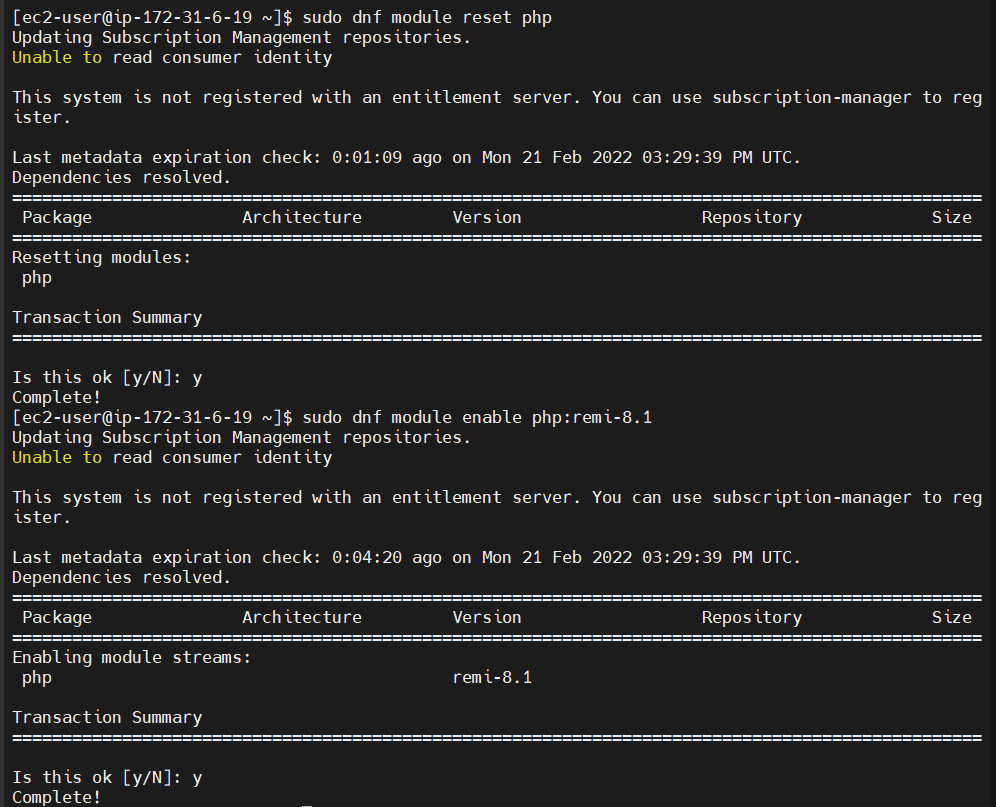 [ec2-user@ip-172-31-6-19 ~]$ sudo dnf module reset php
Updating Subscription Management repositories.
Unable to read consumer identity
This system is not registered with an entitlement server. You can use subscription-manager to reg
ister.
Last metadata expiration check: 0:01:09 ago on Mon 21 Feb 2022 03:29:39 PM UTC.
Dependencies resolved.
=================================================================================================
Package Architecture Version Repository Size
=================================================================================================
Resetting modules:
php
Transaction Summary
=================================================================================================
Is this ok [y/N]: y
Complete!
[ec2-user@ip-172-31-6-19 ~]$ sudo dnf module enable php:remi-8.1
Updating Subscription Management repositories.
Unable to read consumer identity
This system is not registered with an entitlement server. You can use subscription-manager to reg
ister.
Last metadata expiration check: 0:04:20 ago on Mon 21 Feb 2022 03:29:39 PM UTC.
Dependencies resolved.
=================================================================================================
Package Architecture Version Repository Size
=================================================================================================
Enabling module streams:
php remi-8.1
Transaction Summary
=================================================================================================
Is this ok [y/N]: y
Complete!